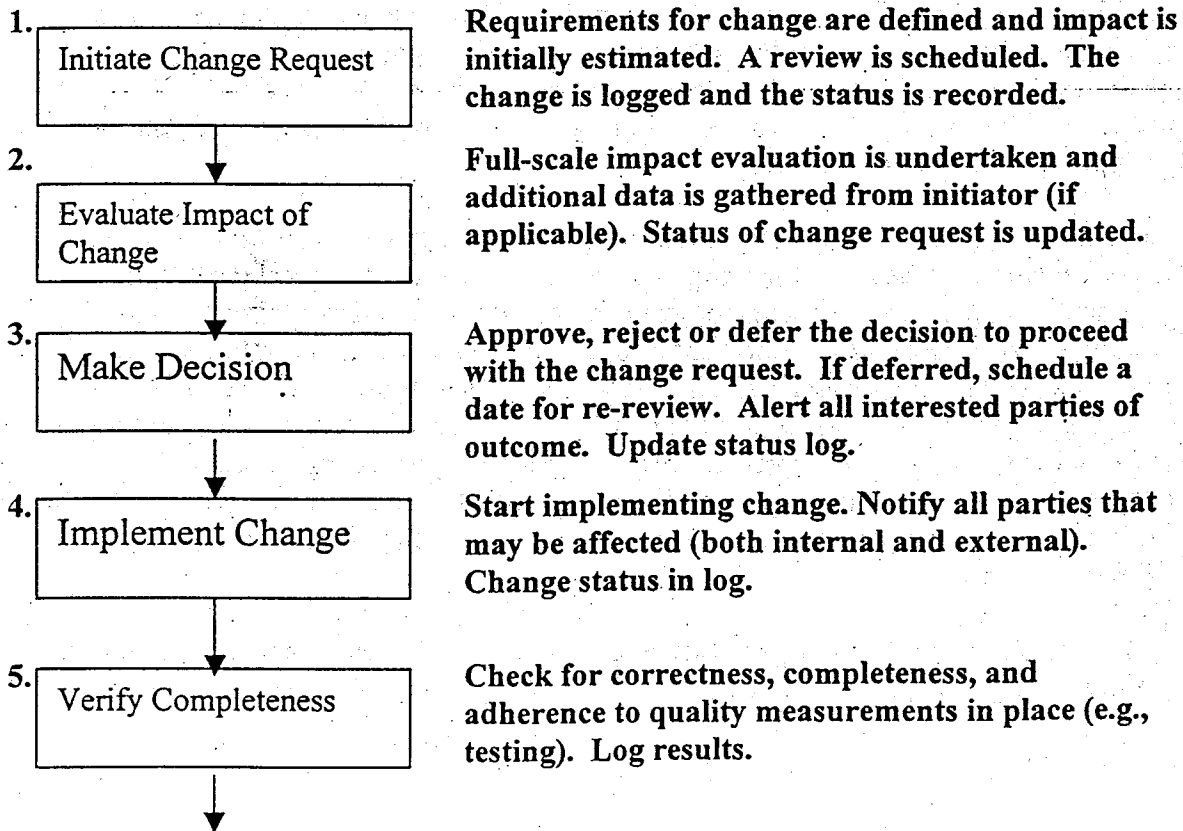 1.
Initiate Change Request
Requirements for change are defined and impact is
initially estimated. A review is scheduled. The
change is logged and the status is recorded.
2.
Evaluate Impact of
Change
Full-scale impact evaluation is undertaken and
additional data is gathered from initiator (if
applicable). Status of change request is updated.
3.
Make Decision
Approve, reject or defer the decision to proceed
with the change request. If deferred, schedule a
date for re-review. Alert all interested parties of
outcome. Update status log.
4.
Implement Change
Start implementing change. Notify all parties that
may be affected (both internal and external).
Change status in log.
5.
Verify Completeness
Check for correctness, completeness, and
adherence to quality measurements in place (e.g.,
testing). Log results.